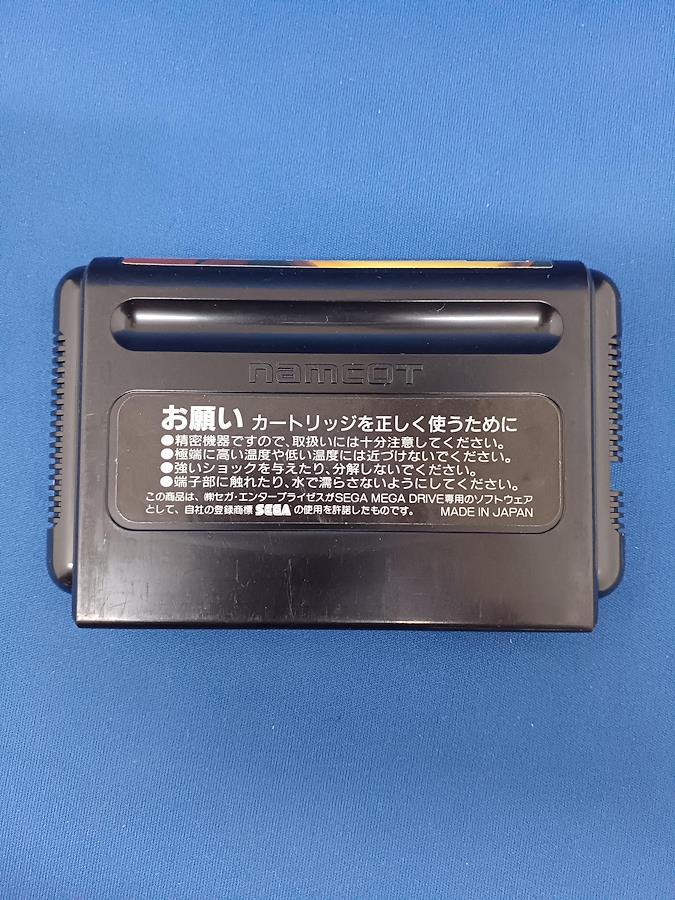 namcot
お願い カートリッジを正しく使うために
●精密機器ですので、取扱いには十分注意してください。
●極端に高い温度や低い温度には近づけないでください。
●強いショックを与えたり、分解しないでください。
●端子部に触れたり、水で濡らさないようにしてください。
この商品は、㈱セガ・エンタープライゼスがSEGA MEGA DRIVE専用のソフトウェア
として、自社の登録商標 SEGA の使用を許諾したものです。 MADE IN JAPAN